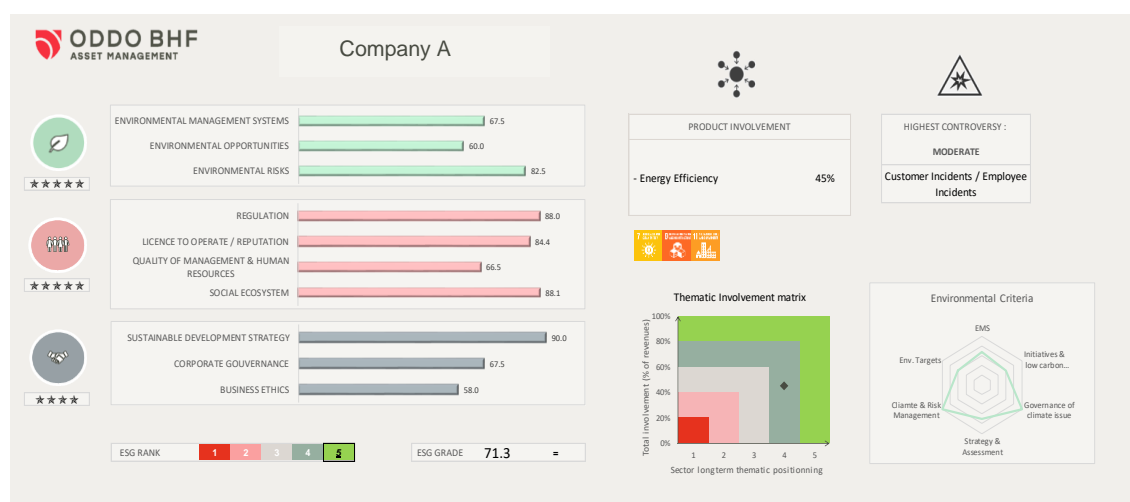 ODDO BHF
ASSET MANAGEMENT
Company A
ENVIRONMENTAL MANAGEMENT SYSTEMS 67.5
ENVIRONMENTAL OPPORTUNITIES 60.0
ENVIRONMENTAL RISKS 82.5
★★★★★
REGULATION 88.0
LICENCE TO OPERATE / REPUTATION 84.4
QUALITY OF MANAGEMENT & HUMAN
RESOURCES 66.5
SOCIAL ECOSYSTEM 88.1
★★★★★
SUSTAINABLE DEVELOPMENT STRATEGY 90.0
CORPORATE GOUVERNANCE 67.5
BUSINESS ETHICS 58.0
★★★★
ESG RANK 1 2 3 4 5
ESG GRADE 71.3 =
PRODUCT INVOLVEMENT
- Energy Efficiency 45%
HIGHEST CONTROVERSY :
MODERATE
Customer Incidents / Employee
Incidents
7
9
11
Thematic Involvement matrix
Total involvement (% of revenues)
100%
80%
60%
40%
20%
0%
1 2 3 4 5
Sector longterm thematic positionning
Environmental Criteria
EMS
Initiatives &
low carbon...
Governance of
climate issue
Strategy &
Assessment
Cliamte & Risk
Management
Env. Targets